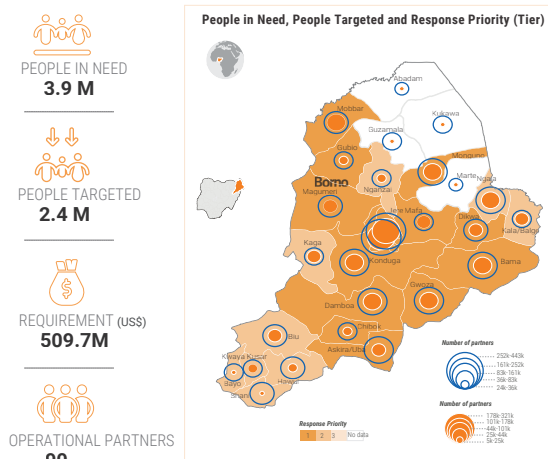 PEOPLE IN NEED
3.9 M
PEOPLE TARGETED
2.4 M
REQUIREMENT (US$)
509.7M
OPERATIONAL PARTNERS
People in Need, People Targeted and Response Priority (Tier)
Abadam
Mobbar
Kukawa
Guzamala
Gubio
Monguno
Marte
Ngala
Borno
Nganzai
Magumeri
Jere
Mafa
Dikwa
Kala/Balge
Kaga
Konduga
Bama
Gwoza
Damboa
Chibok
Biu
Askira/Uba
Kwaya Kusar
Hawul
Bayo
Shani
Number of partners
252k-443k
161k-252k
83k-161k
36k-83k
24k-36k
Number of partners
178k-321k
101k-178k
44k-101k
25k-44k
5k-25k
Response Priority
1 2 3 No data